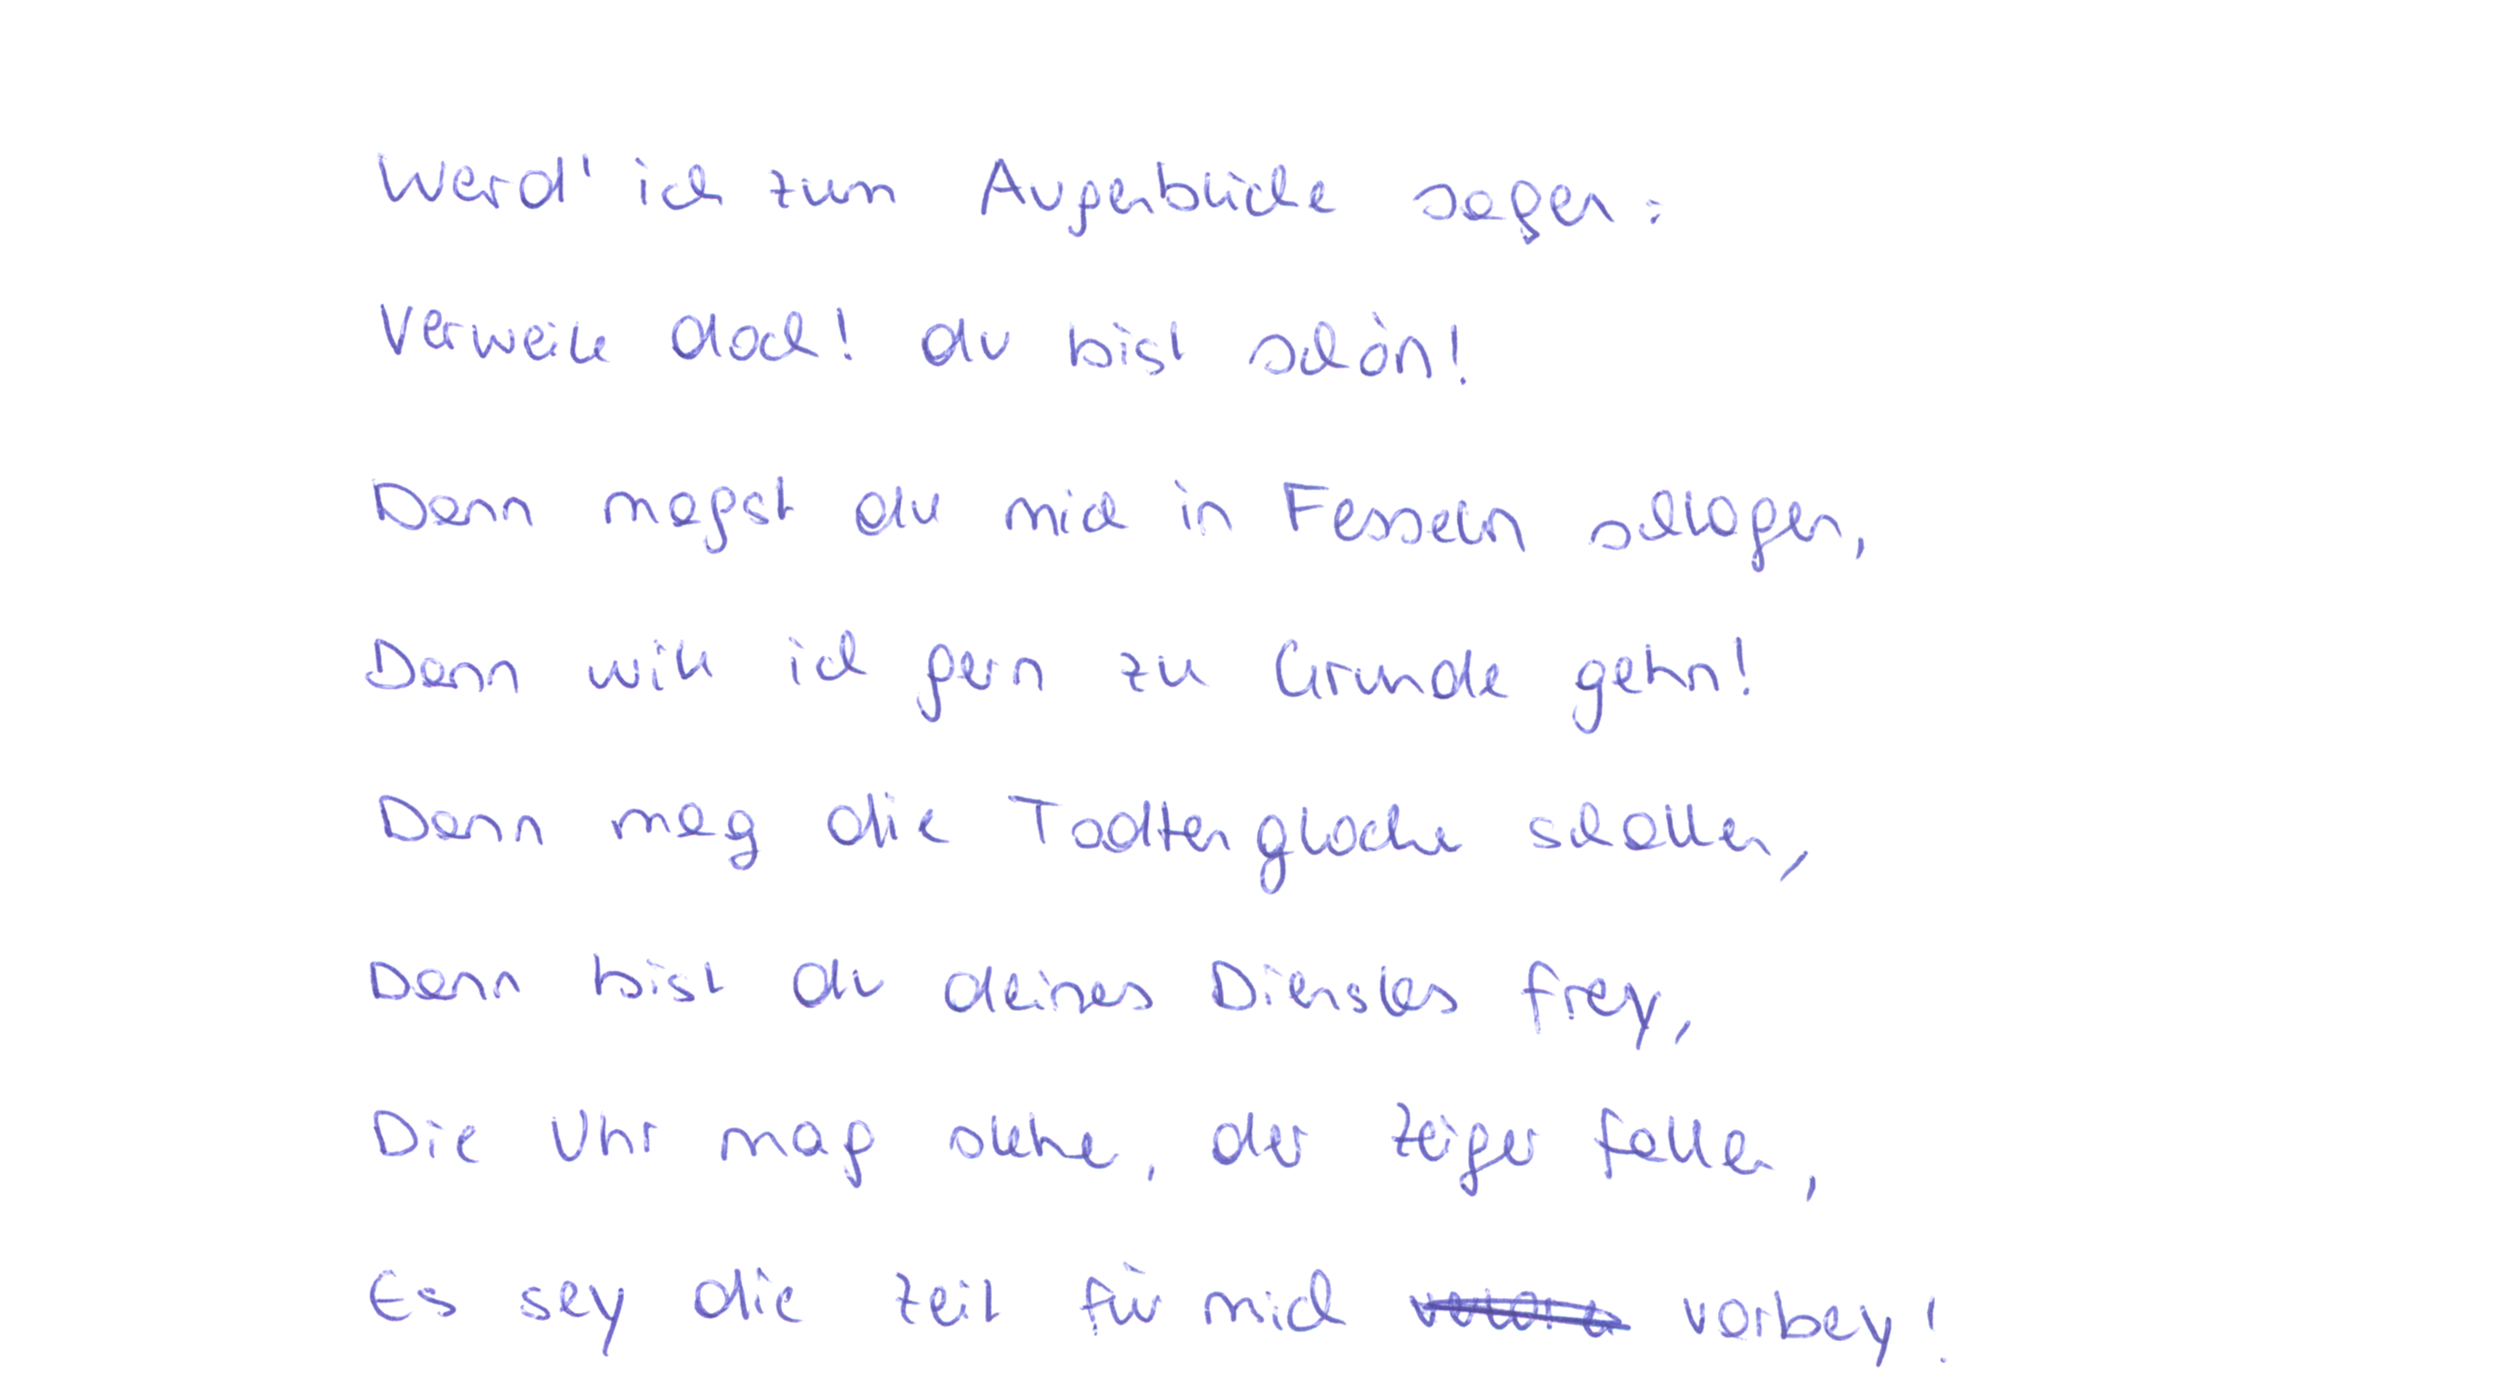 Werd' ich zum Augenblicke sagen:
Verweile doch! du bist schön!
Dann magst du mich in Fesseln schlagen,
Dann will ich gern zu Grunde gehn!
Dann mag die Todtenglocke schallen,
Dann bist du deines Dienstes frey,
Die Uhr mag stehn, der Zeiger fallen,
Es sey die Zeit für mich vorbey!